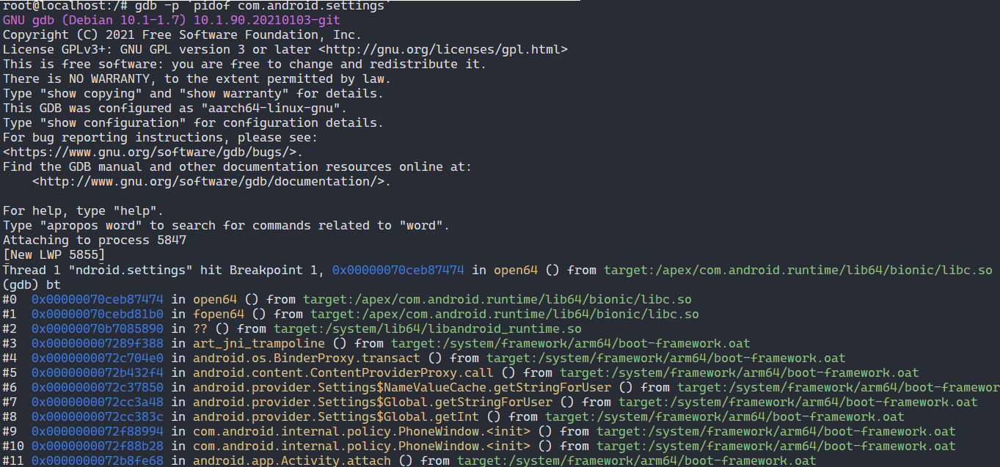 root@localhost:/# gdb -p `pidof com.android.settings`
GNU gdb (Debian 10.1-1.7) 10.1.90.20210103-git
Copyright (C) 2021 Free Software Foundation, Inc.
License GPLv3+: GNU GPL version 3 or later <http://gnu.org/licenses/gpl.html>
This is free software: you are free to change and redistribute it.
There is NO WARRANTY, to the extent permitted by law.
Type "show copying" and "show warranty" for details.
This GDB was configured as "aarch64-linux-gnu".
Type "show configuration" for configuration details.
For bug reporting instructions, please see:
<https://www.gnu.org/software/gdb/bugs/>.
Find the GDB manual and other documentation resources online at:
    <http://www.gnu.org/software/gdb/documentation/>.

For help, type "help".
Type "apropos word" to search for commands related to "word".
Attaching to process 5847
[New LWP 5855]
Thread 1 "ndroid.settings" hit Breakpoint 1, 0x00000070ceb87474 in open64 () from target:/apex/com.android.runtime/lib64/bionic/libc.so
(gdb) bt
#0  0x00000070ceb87474 in open64 () from target:/apex/com.android.runtime/lib64/bionic/libc.so
#1  0x00000070cebd81b0 in fopen64 () from target:/apex/com.android.runtime/lib64/bionic/libc.so
#2  0x00000070b7085890 in ?? () from target:/system/lib64/libandroid_runtime.so
#3  0x000000007289f388 in art_jni_trampoline () from target:/system/framework/arm64/boot-framework.oat
#4  0x0000000072c704e0 in android.os.BinderProxy.transact () from target:/system/framework/arm64/boot-framework.oat
#5  0x0000000072b432f4 in android.content.ContentProviderProxy.call () from target:/system/framework/arm64/boot-framework.oat
#6  0x0000000072c37850 in android.provider.Settings$NameValueCache.getStringForUser () from target:/system/framework/arm64/boot-framewor
#7  0x0000000072cc3a48 in android.provider.Settings$Global.getStringForUser () from target:/system/framework/arm64/boot-framework.oat
#8  0x0000000072cc383c in android.provider.Settings$Global.getInt () from target:/system/framework/arm64/boot-framework.oat
#9  0x0000000072f88994 in com.android.internal.policy.PhoneWindow.<init> () from target:/system/framework/arm64/boot-framework.oat
#10 0x0000000072f88b28 in com.android.internal.policy.PhoneWindow.<init> () from target:/system/framework/arm64/boot-framework.oat
#11 0x0000000072b8fe68 in android.app.Activity.attach () from target:/system/framework/arm64/boot-framework.oat